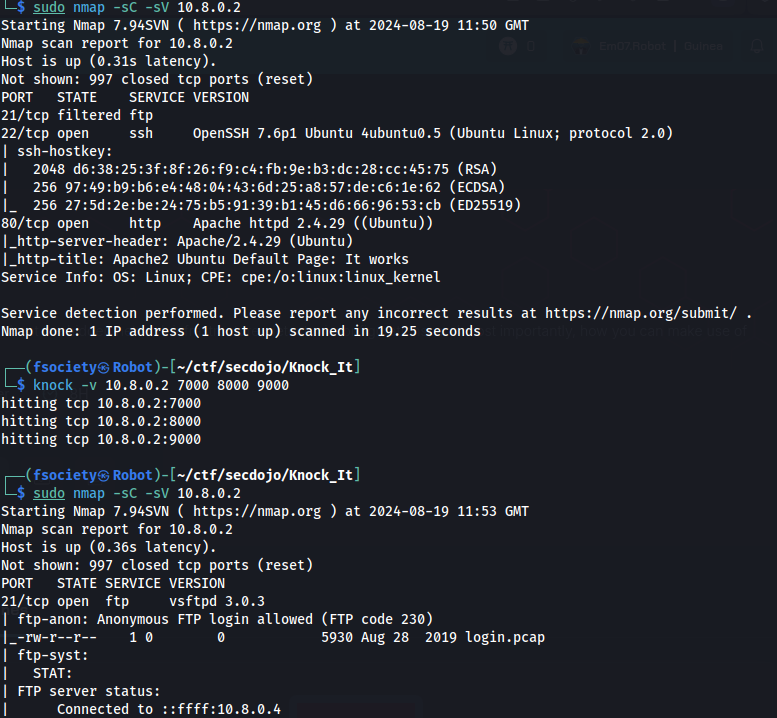 └─$ sudo nmap -sC -sV 10.8.0.2
Starting Nmap 7.94SVN ( https://nmap.org ) at 2024-08-19 11:50 GMT
Nmap scan report for 10.8.0.2
Host is up (0.31s latency).
Not shown: 997 closed tcp ports (reset)
PORT   STATE    SERVICE VERSION
21/tcp filtered ftp
22/tcp open     ssh     OpenSSH 7.6p1 Ubuntu 4ubuntu0.5 (Ubuntu Linux; protocol 2.0)
| ssh-hostkey:
|   2048 d6:38:25:3f:8f:26:f9:c4:fb:9e:b3:dc:28:cc:45:75 (RSA)
|   256 97:49:b9:b6:e4:48:04:43:6d:25:a8:57:de:c6:1e:62 (ECDSA)
|_  256 27:5d:2e:be:24:75:b5:91:39:b1:45:d6:66:96:53:cb (ED25519)
80/tcp open     http    Apache httpd 2.4.29 ((Ubuntu))
|_http-server-header: Apache/2.4.29 (Ubuntu)
|_http-title: Apache2 Ubuntu Default Page: It works
Service Info: OS: Linux; CPE: cpe:/o:linux:linux_kernel

Service detection performed. Please report any incorrect results at https://nmap.org/submit/ .
Nmap done: 1 IP address (1 host up) scanned in 19.25 seconds

┌──(fsociety㉿Robot)-[~/ctf/secdojo/Knock_It]
└─$ knock -v 10.8.0.2 7000 8000 9000
hitting tcp 10.8.0.2:7000
hitting tcp 10.8.0.2:8000
hitting tcp 10.8.0.2:9000

┌──(fsociety㉿Robot)-[~/ctf/secdojo/Knock_It]
└─$ sudo nmap -sC -sV 10.8.0.2
Starting Nmap 7.94SVN ( https://nmap.org ) at 2024-08-19 11:53 GMT
Nmap scan report for 10.8.0.2
Host is up (0.36s latency).
Not shown: 997 closed tcp ports (reset)
PORT   STATE SERVICE VERSION
21/tcp open  ftp     vsftpd 3.0.3
| ftp-anon: Anonymous FTP login allowed (FTP code 230)
|_-rw-r--r--    1 0        0            5930 Aug 28  2019 login.pcap
| ftp-syst:
|   STAT:
| FTP server status:
|      Connected to ::ffff:10.8.0.4